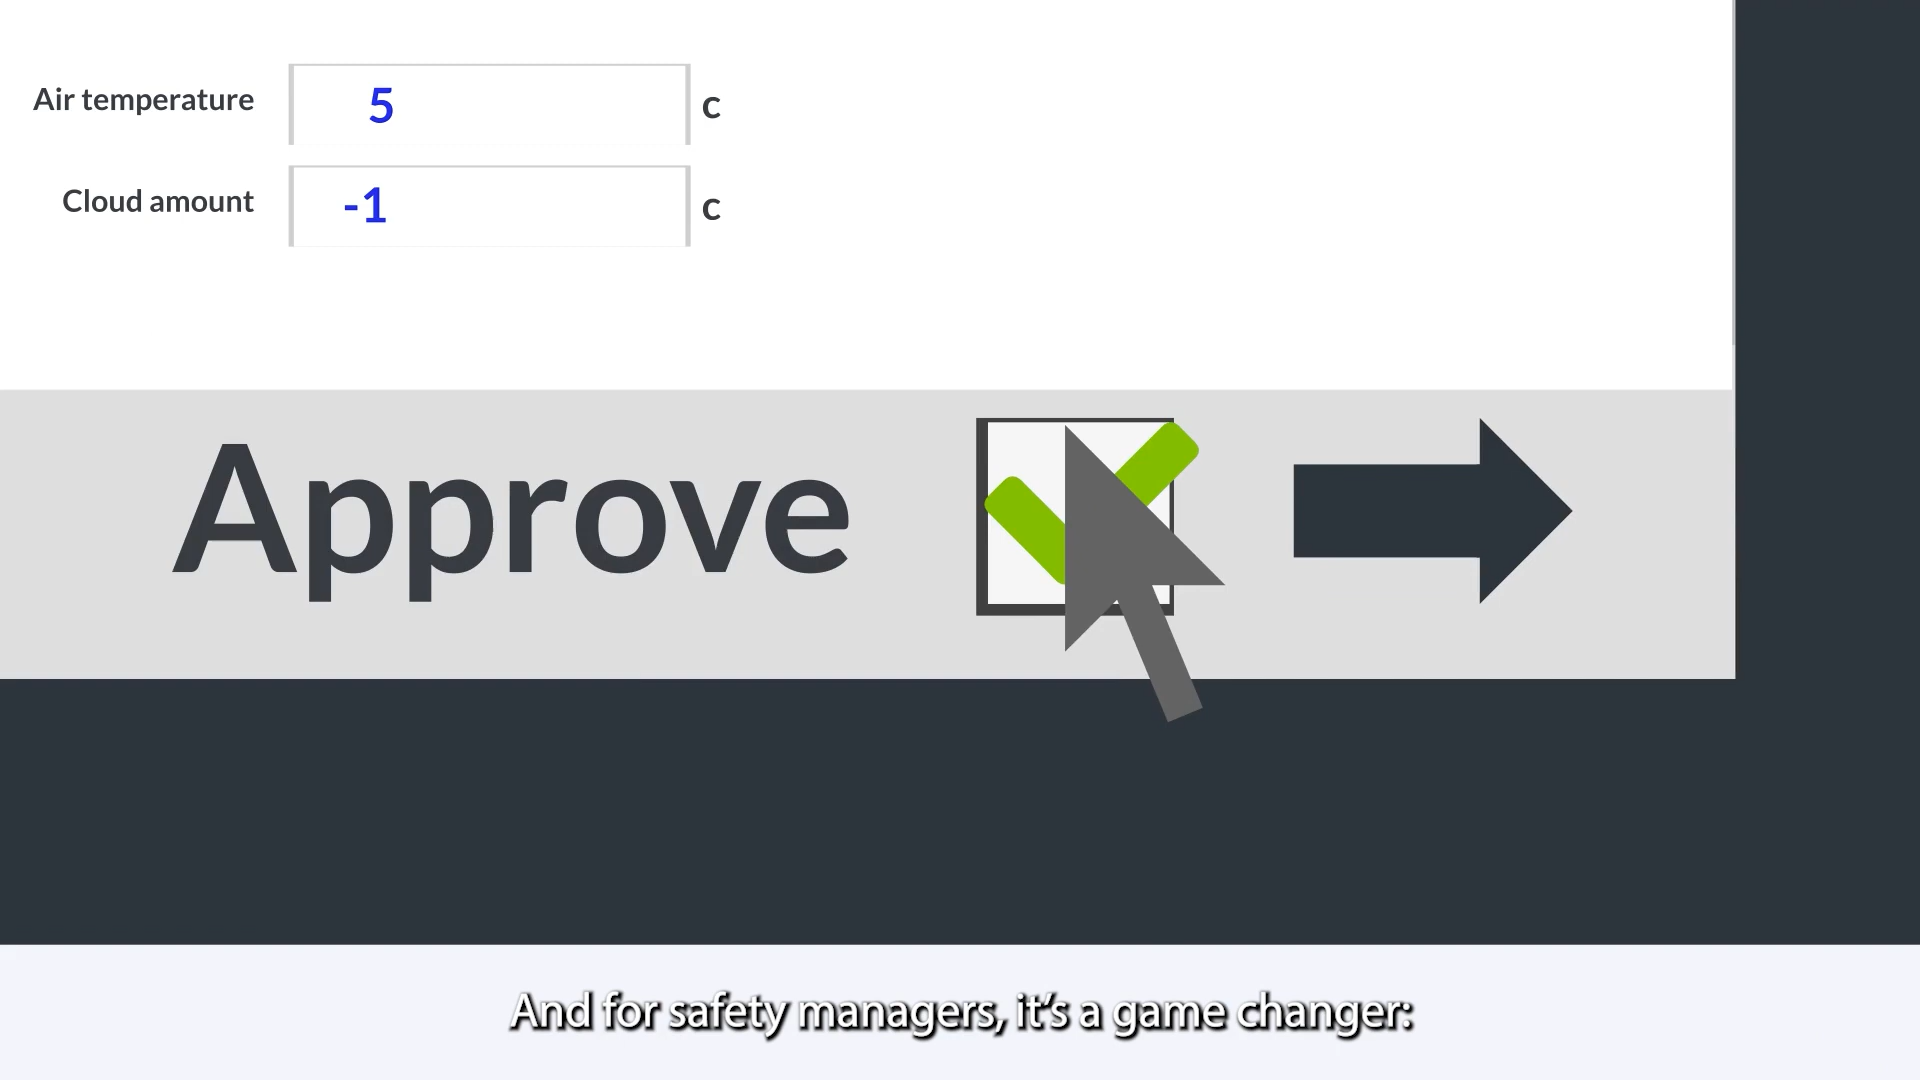 Air temperature 5 c
Cloud amount -1 c
Approve
And for safety managers, it's a game changer: